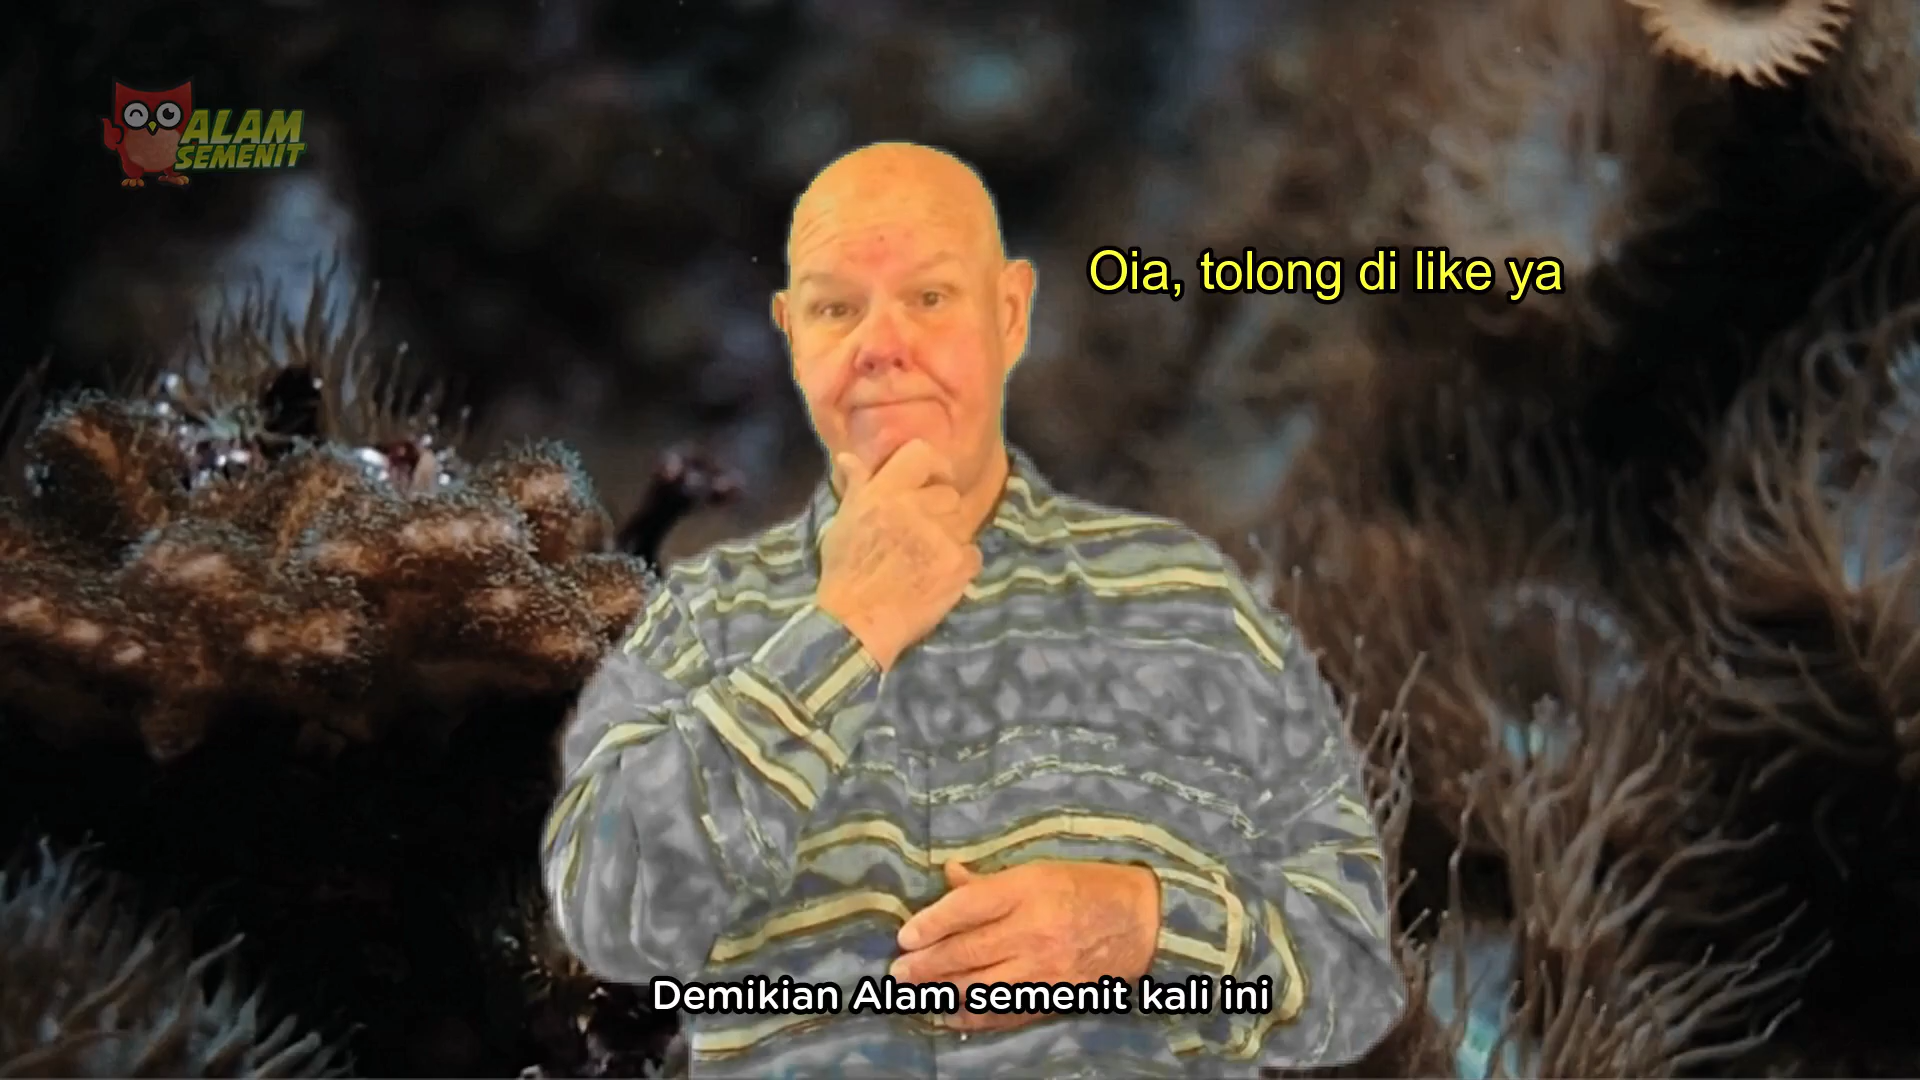 ALAM
SEMENIT
Oia, tolong di like ya
Demikian Alam semenit kali ini